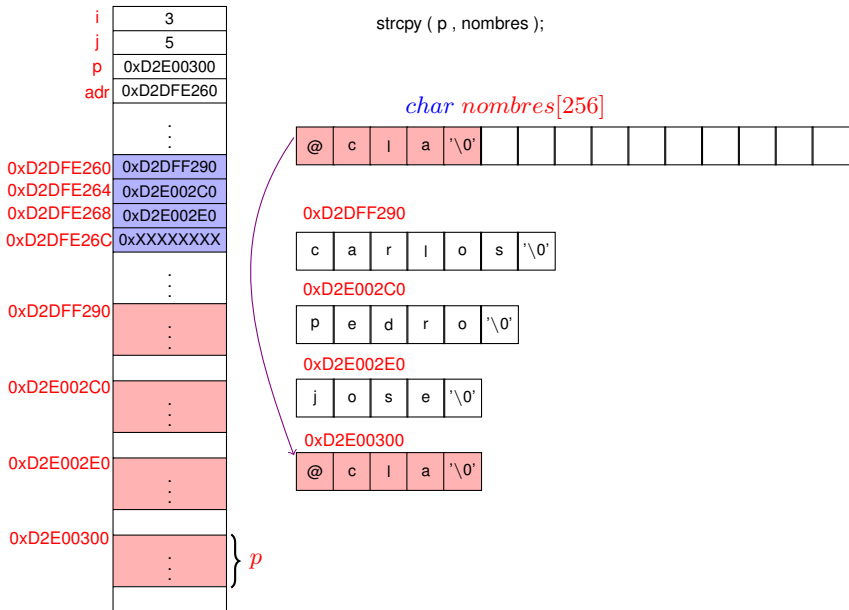 i 3
j 5
p 0xD2E00300
adr 0xD2DFE260
0xD2DFE260 0xD2DFF290
0xD2DFE264 0xD2E002C0
0xD2DFE268 0xD2E002E0
0xD2DFE26C 0xXXXXXXXX
0xD2DFF290
0xD2E002C0
0xD2E002E0
0xD2E00300
p
strcpy ( p , nombres );
char nombres[256]
@ c l a '\0'
0xD2DFF290
c a r l o s '\0'
0xD2E002C0
p e d r o '\0'
0xD2E002E0
j o s e '\0'
0xD2E00300
@ c l a '\0'